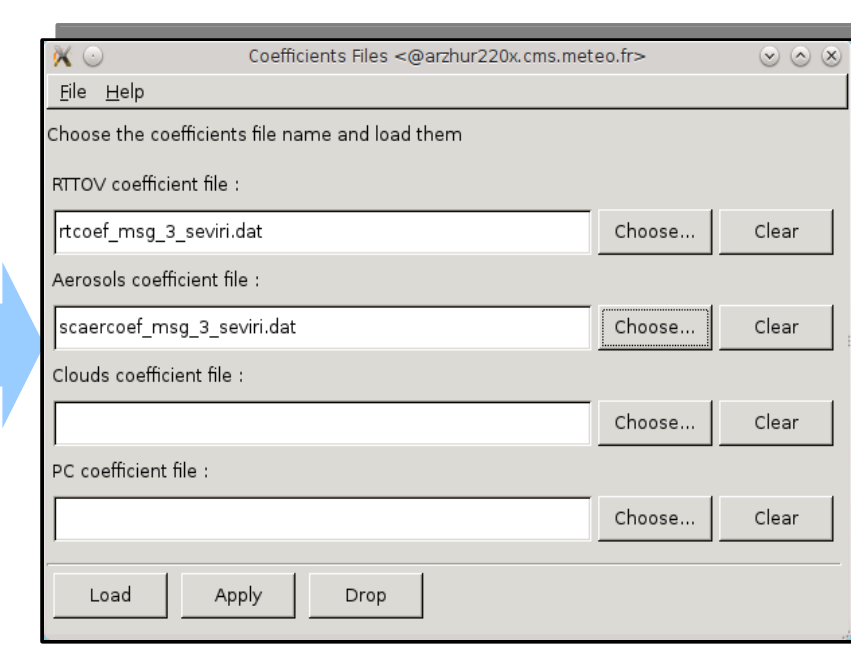 Coefficients Files <@arzhur220x.cms.meteo.fr>
File Help
Choose the coefficients file name and load them
RTTOV coefficient file :
rtcoef_msg_3_seviri.dat Choose... Clear
Aerosols coefficient file :
scaercoef_msg_3_seviri.dat Choose... Clear
Clouds coefficient file :
Choose... Clear
PC coefficient file :
Choose... Clear
Load Apply Drop